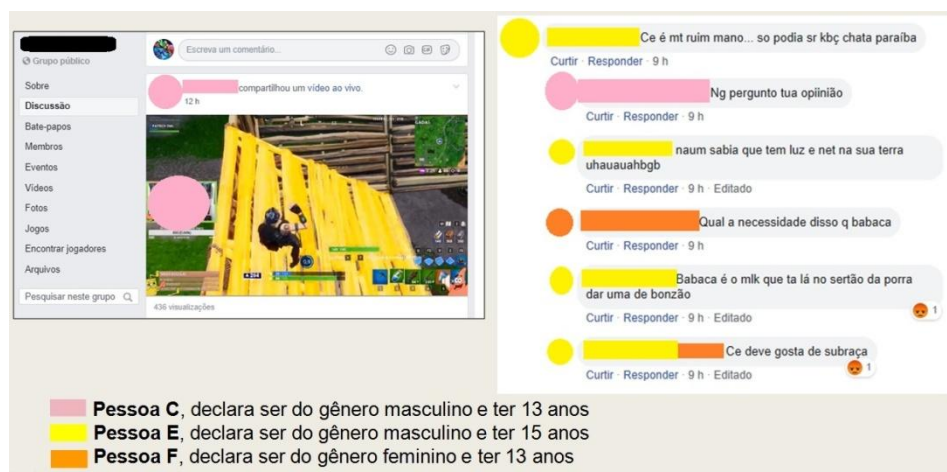 Grupo público
Sobre
Discussão
Bate-papos
Membros
Eventos
Vídeos
Fotos
Jogos
Encontrar jogadores
Arquivos
Pesquisar neste grupo
Escreva um comentário...
compartilhou um vídeo ao vivo.
12 h
436 visualizações
Ce é mt ruim mano... so podia sr kbç chata paraíba
Curtir · Responder · 9 h
Ng pergunto tua opiinião
Curtir · Responder · 9 h
naum sabia que tem luz e net na sua terra
uhauauahbgb
Curtir · Responder · 9 h · Editado
Qual a necessidade disso q babaca
Curtir · Responder · 9 h
Babaca é o mlk que ta lá no sertão da porra
dar uma de bonzão
Curtir · Responder · 9 h · Editado
1
Ce deve gosta de subraça
Curtir · Responder · 9 h · Editado
1
Pessoa C, declara ser do gênero masculino e ter 13 anos
Pessoa E, declara ser do gênero masculino e ter 15 anos
Pessoa F, declara ser do gênero feminino e ter 13 anos